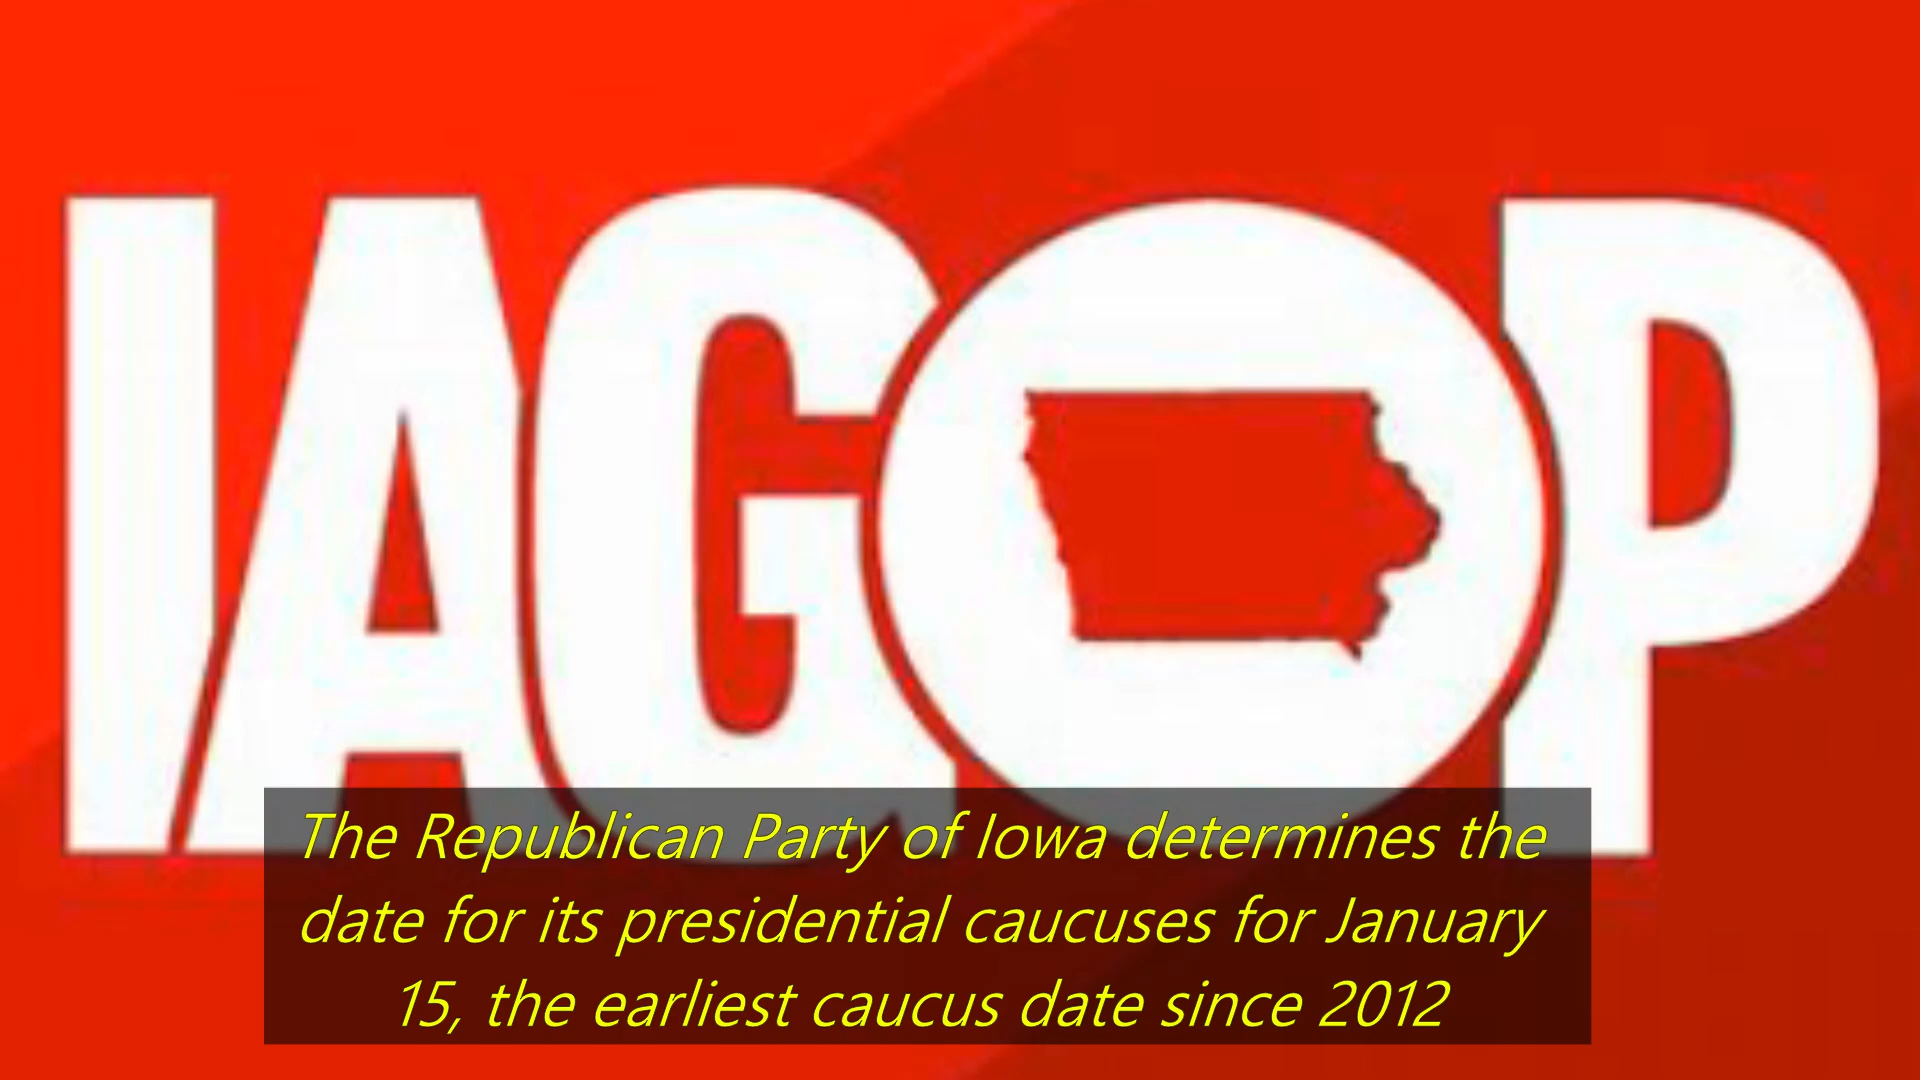 IAGOP
The Republican Party of Iowa determines the
date for its presidential caucuses for January
15, the earliest caucus date since 2012